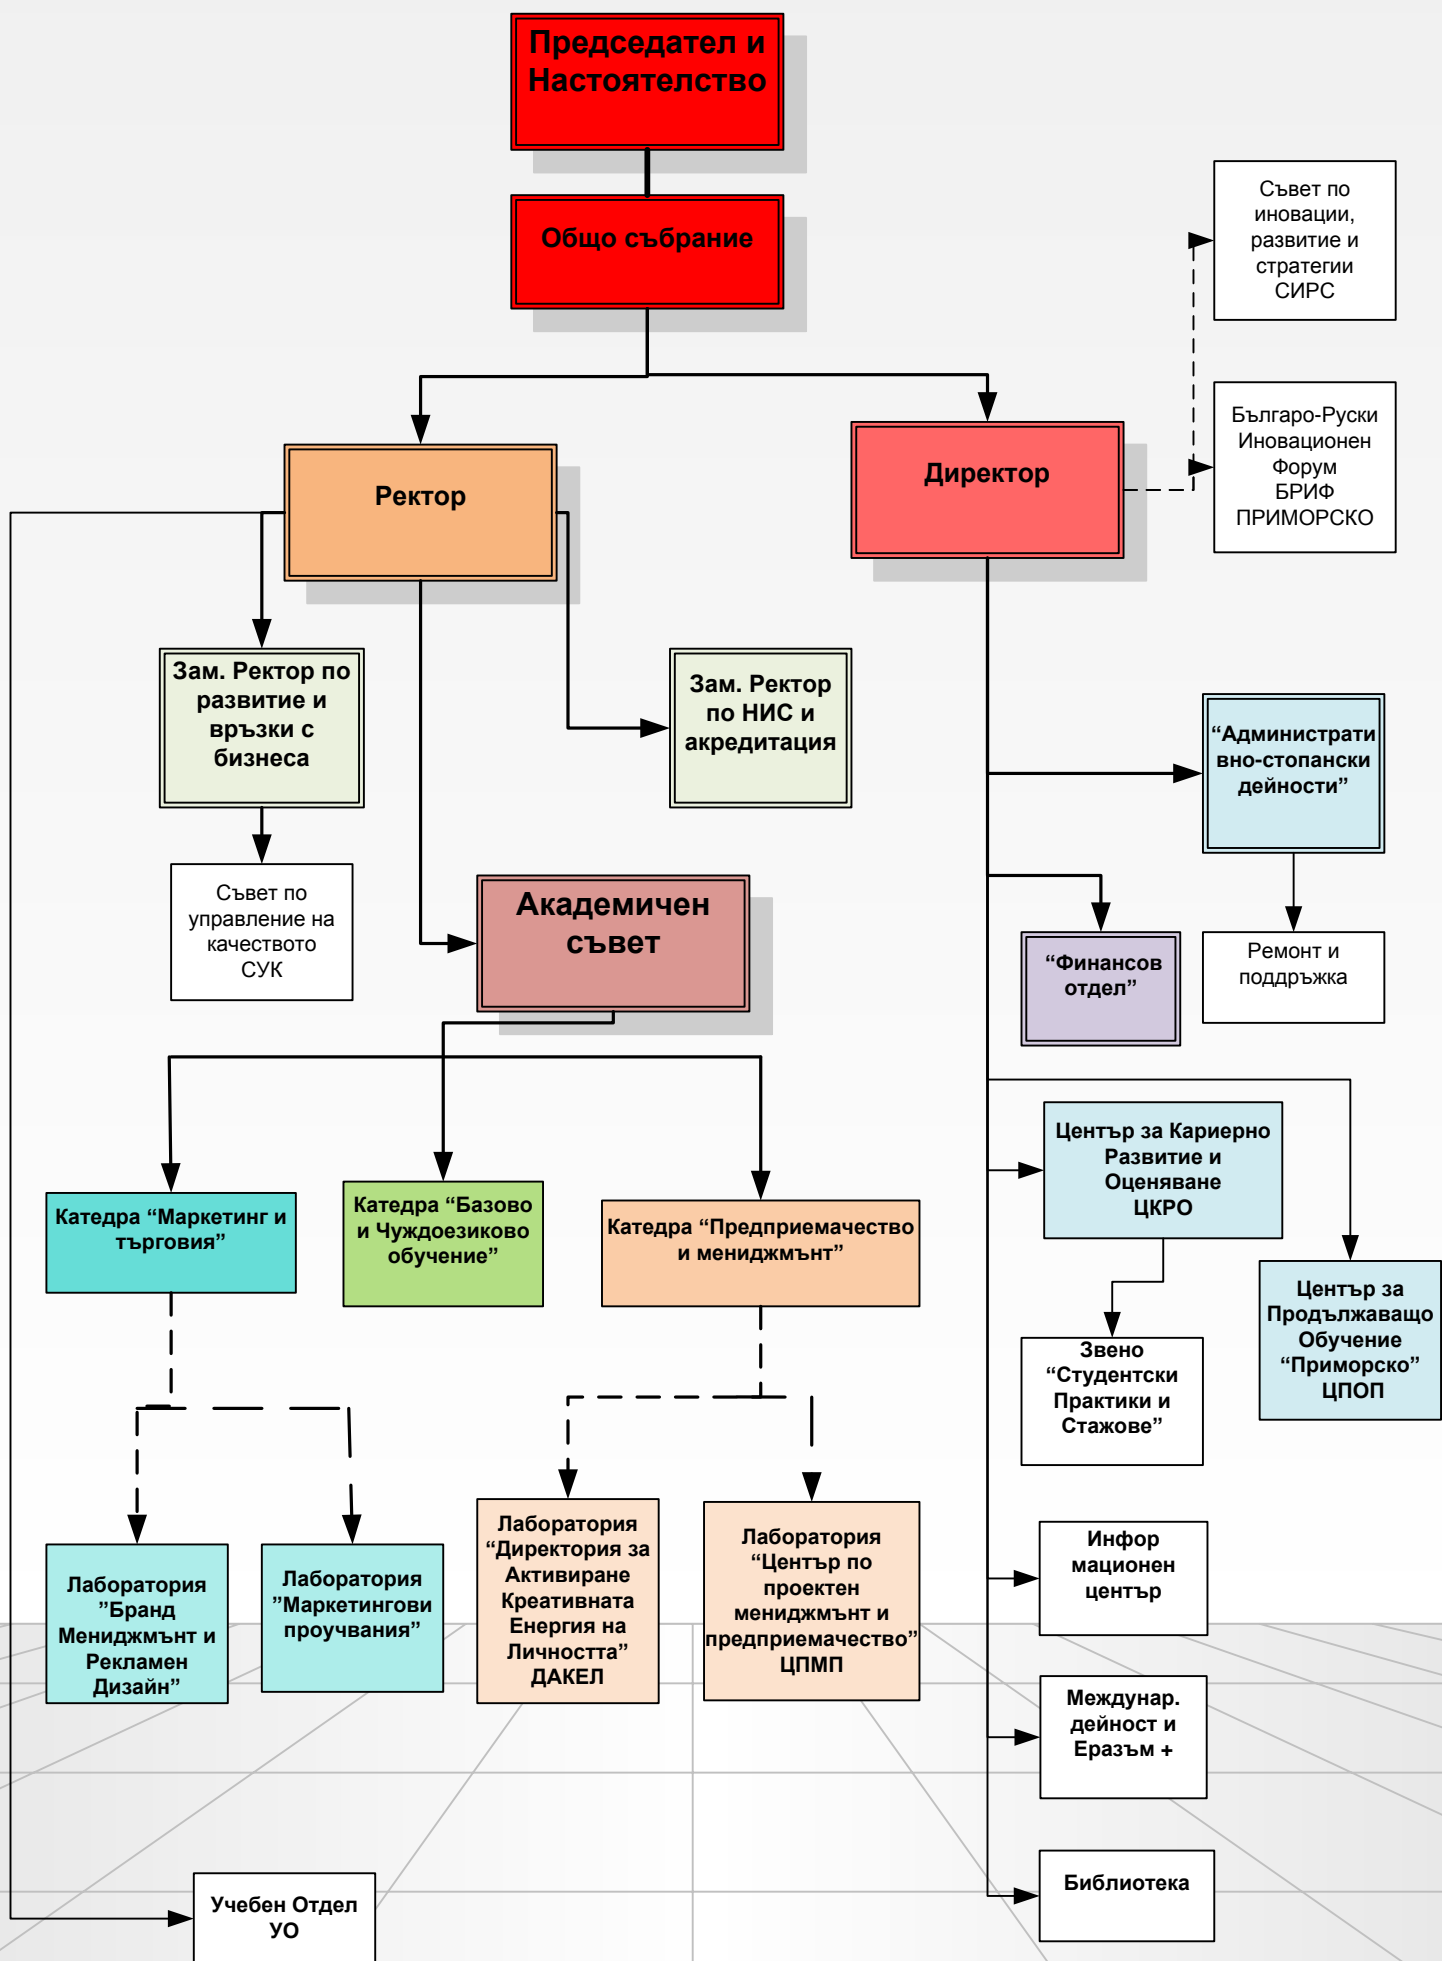 Председател и
Настоятелство
Общо събрание
Съвет по
иновации,
развитие и
стратегии
СИРС
Българо-Руски
Иновационен
Форум
БРИФ
ПРИМОРСКО
Ректор
Директор
Зам. Ректор по
развитие и
връзки с
бизнеса
Зам. Ректор
по НИС и
акредитация
“Администрати
вно-стопански
дейности”
Съвет по
управление на
качеството
СУК
Академичен
съвет
“Финансов
отдел”
Ремонт и
поддръжка
Център за Кариерно
Развитие и
Оценяване
ЦКРО
Катедра “Маркетинг и
търговия”
Катедра “Базово
и Чуждоезиково
обучение”
Катедра “Предприемачество
и мениджмънт”
Център за
Продължаващо
Обучение
“Приморско”
ЦПОП
Звено
“Студентски
Практики и
Стажове”
Лаборатория
"Бранд
Мениджмънт и
Рекламен
Дизайн”
Лаборатория
"Маркетингови
проучвания”
Лаборатория
“Директория за
Активиране
Креативната
Енергия на
Личността”
ДАКЕЛ
Лаборатория
“Център по
проектен
мениджмънт и
предприемачество”
ЦПМП
Инфор
мационен
център
Междунар.
дейност и
Еразъм +
Библиотека
Учебен Отдел
УО